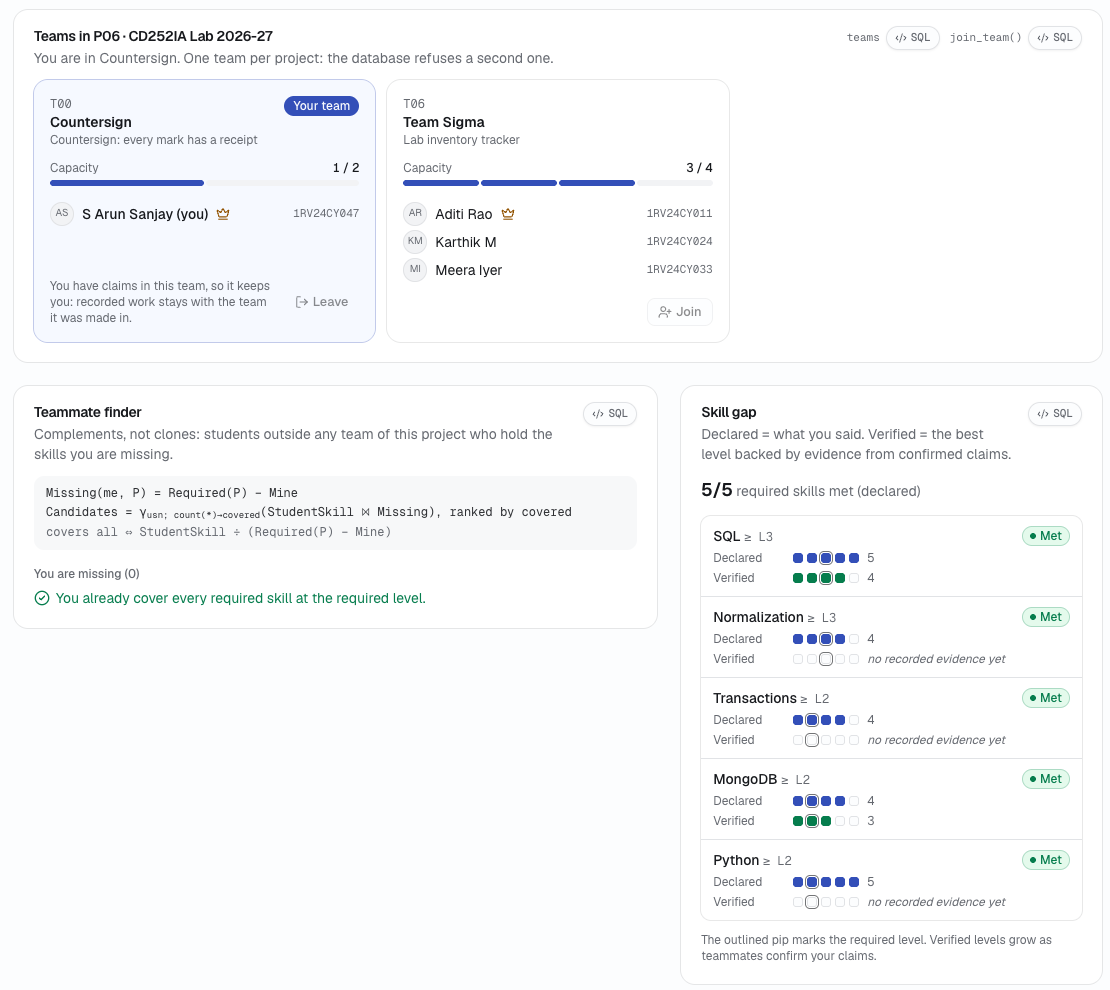 Teams in P06 · CD252IA Lab 2026-27
teams </> SQL join_team() </> SQL
You are in Countersign. One team per project: the database refuses a second one.
T00
Your team
Countersign
Countersign: every mark has a receipt
Capacity 1 / 2
AS S Arun Sanjay (you) 1RV24CY047
You have claims in this team, so it keeps
you: recorded work stays with the team
it was made in.
Leave
T06
Team Sigma
Lab inventory tracker
Capacity 3 / 4
AR Aditi Rao 1RV24CY011
KM Karthik M 1RV24CY024
MI Meera Iyer 1RV24CY033
Join
Teammate finder
</> SQL
Complements, not clones: students outside any team of this project who hold the
skills you are missing.
Missing(me, P) = Required(P) − Mine
Candidates = γusn; count(*)→covered(StudentSkill ⋈ Missing), ranked by covered
covers all ⇔ StudentSkill ÷ (Required(P) − Mine)
You are missing (0)
You already cover every required skill at the required level.
Skill gap
</> SQL
Declared = what you said. Verified = the best
level backed by evidence from confirmed claims.
5/5 required skills met (declared)
SQL ≥ L3 Met
Declared 5
Verified 4
Normalization ≥ L3 Met
Declared 4
Verified no recorded evidence yet
Transactions ≥ L2 Met
Declared 4
Verified no recorded evidence yet
MongoDB ≥ L2 Met
Declared 4
Verified 3
Python ≥ L2 Met
Declared 5
Verified no recorded evidence yet
The outlined pip marks the required level. Verified levels grow as
teammates confirm your claims.